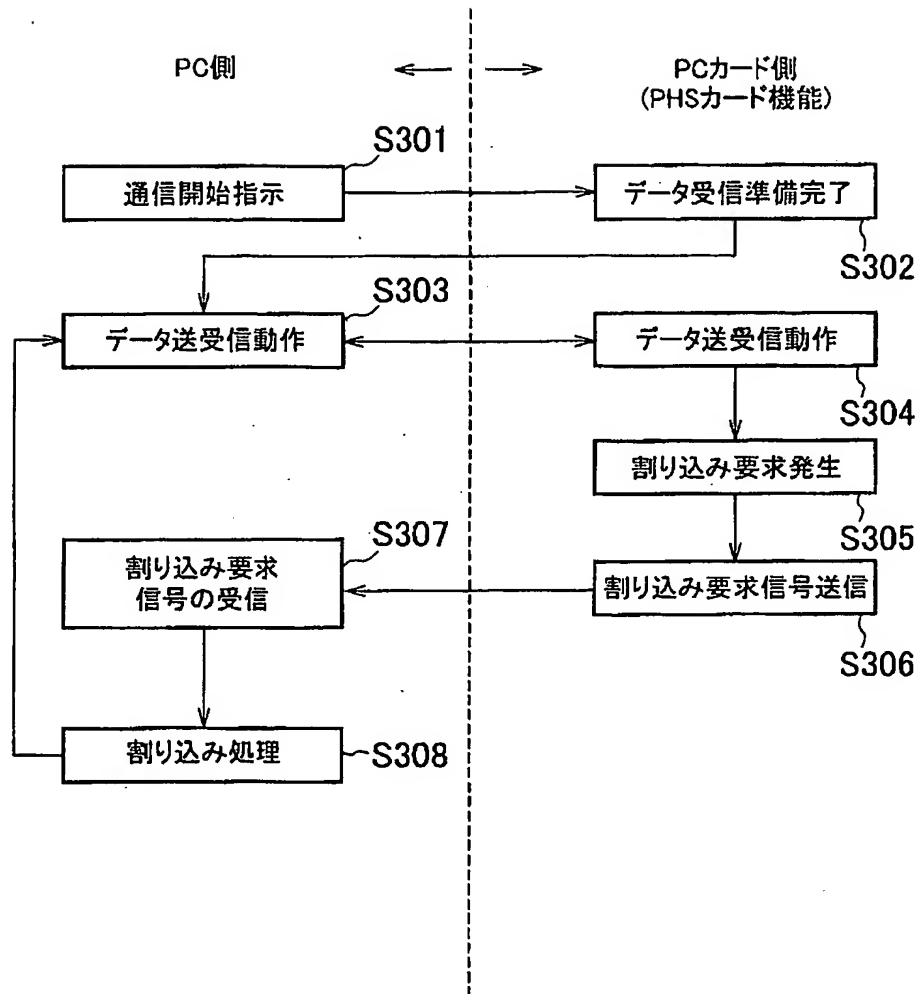 PC側
PCカード側
(PHSカード機能)
S301
通信開始指示
データ受信準備完了
S302
S303
データ送受信動作
データ送受信動作
S304
割り込み要求発生
S305
S307
割り込み要求
信号の受信
割り込み要求信号送信
S306
割り込み処理
S308